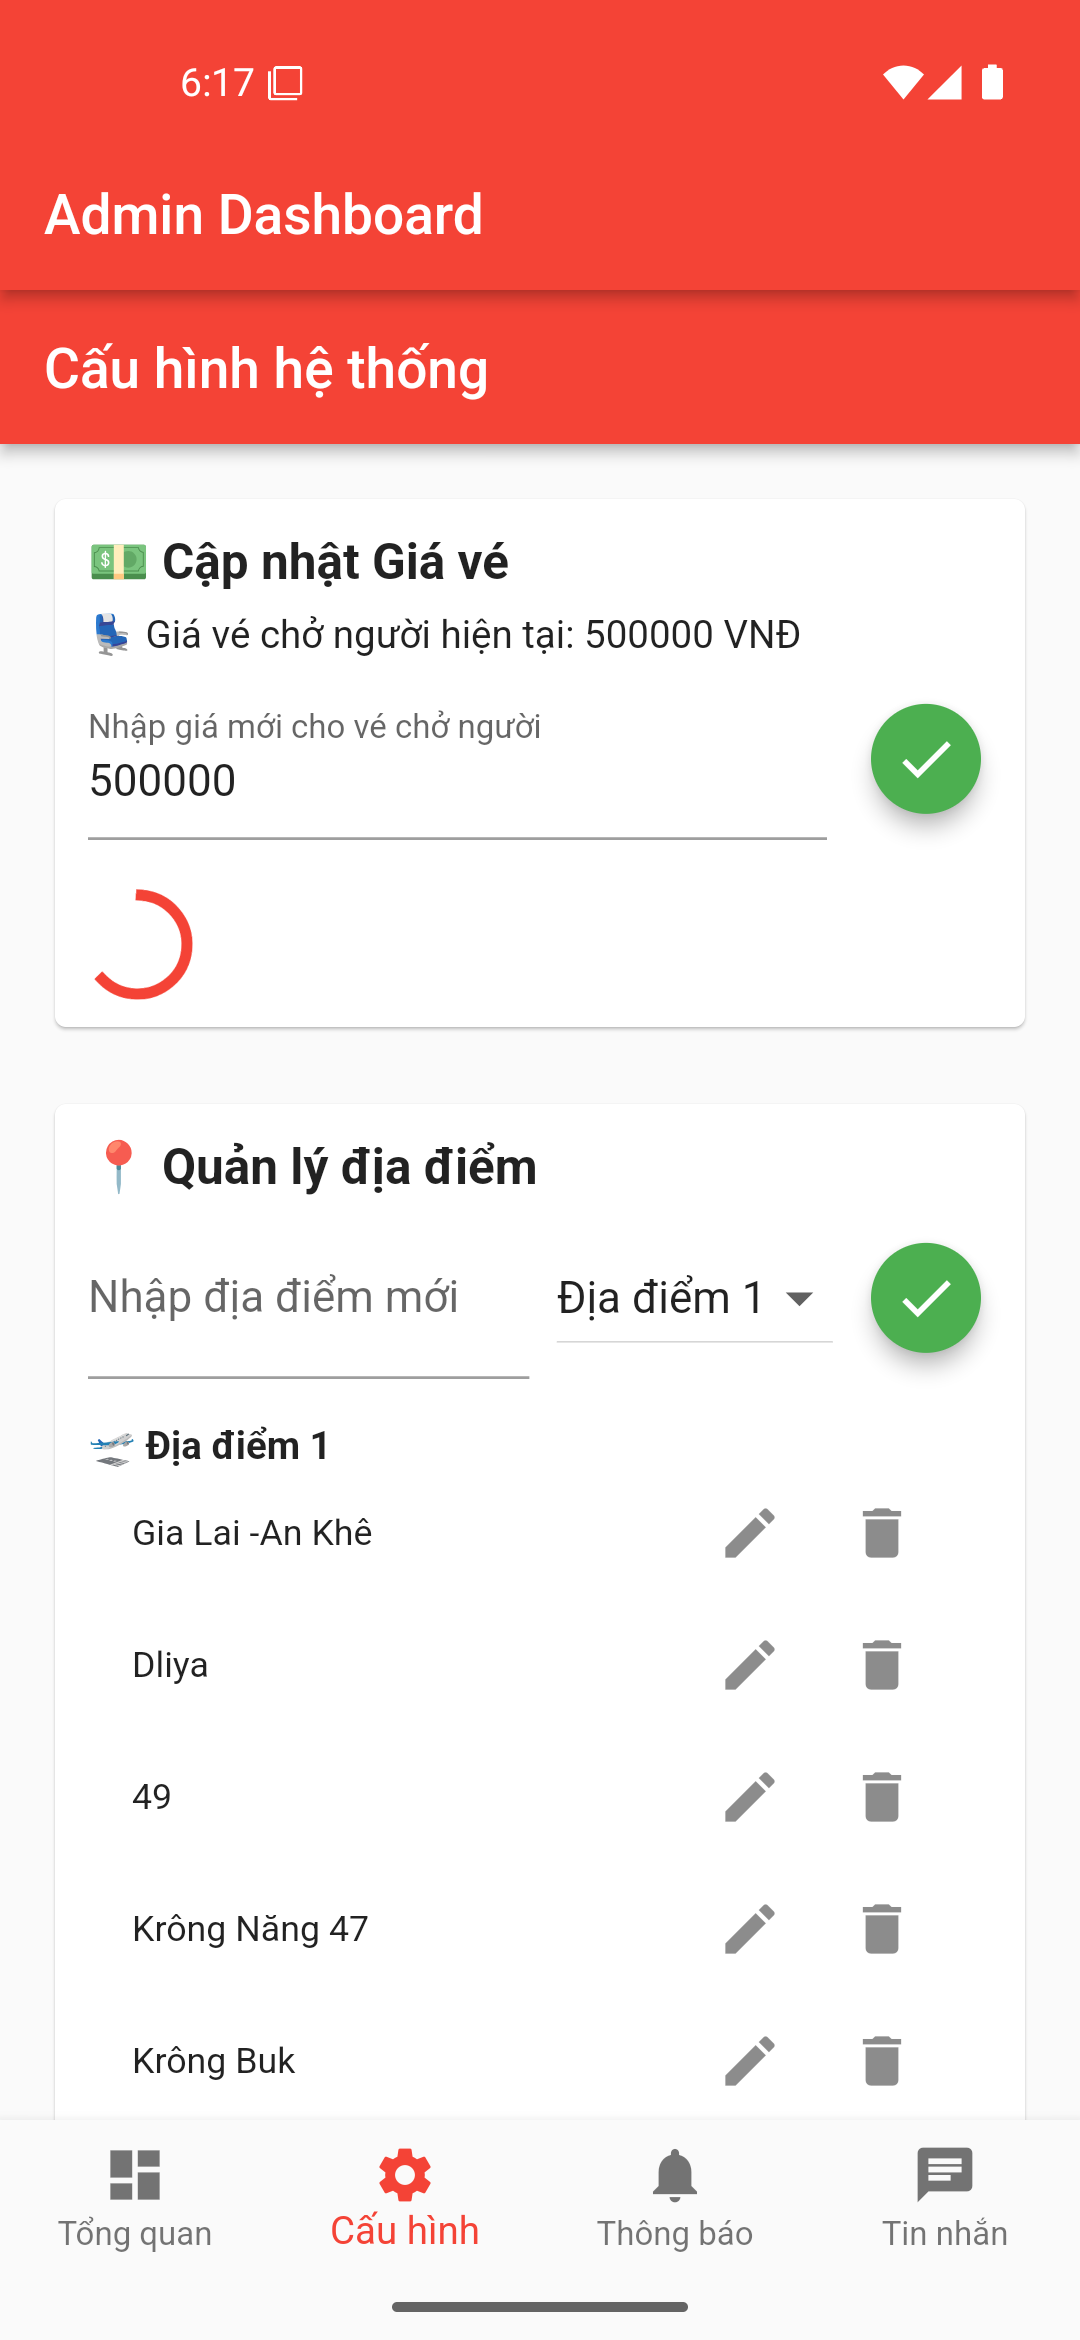 6:17
Admin Dashboard
Cấu hình hệ thống
💵 Cập nhật Giá vé
💺 Giá vé chở người hiện tại: 500000 VNĐ
Nhập giá mới cho vé chở người
500000
📍 Quản lý địa điểm
Nhập địa điểm mới
Địa điểm 1
🛫 Địa điểm 1
Gia Lai -An Khê
Dliya
49
Krông Năng 47
Krông Buk
Tổng quan
Cấu hình
Thông báo
Tin nhắn